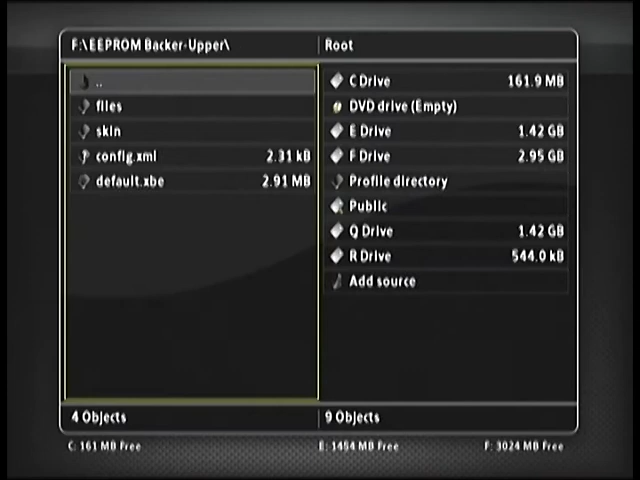 F:\EEPROM Backer-Upper\
..
files
skin
config.xml 2.31 kB
default.xbe 2.91 MB
4 Objects
Root
C Drive 161.9 MB
DVD drive (Empty)
E Drive 1.42 GB
F Drive 2.95 GB
Profile directory
Public
Q Drive 1.42 GB
R Drive 544.0 kB
Add source
9 Objects
C: 161 MB Free E: 1454 MB Free F: 3024 MB Free